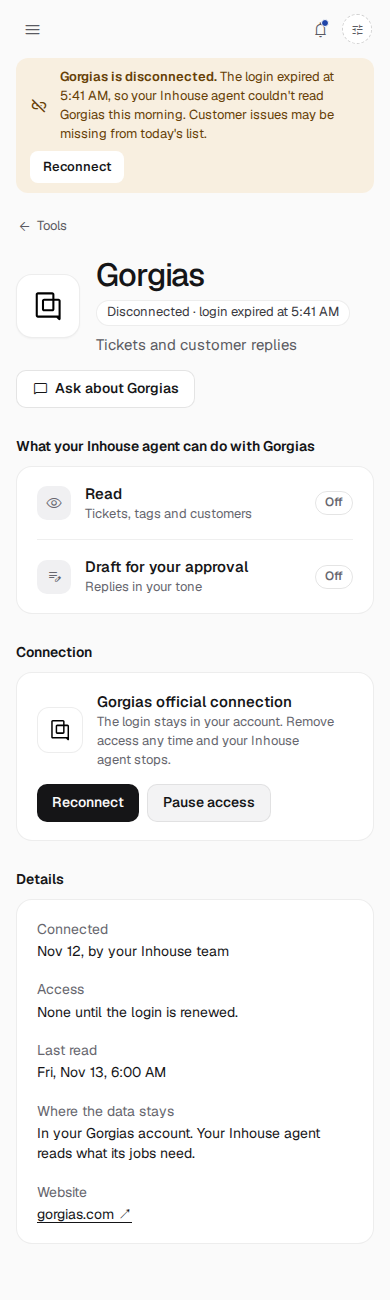 Gorgias is disconnected. The login expired at
5:41 AM, so your Inhouse agent couldn't read
Gorgias this morning. Customer issues may be
missing from today's list.
Reconnect
Tools
Gorgias
Disconnected · login expired at 5:41 AM
Tickets and customer replies
Ask about Gorgias
What your Inhouse agent can do with Gorgias
Read
Tickets, tags and customers
Off
Draft for your approval
Replies in your tone
Off
Connection
Gorgias official connection
The login stays in your account. Remove
access any time and your Inhouse
agent stops.
Reconnect
Pause access
Details
Connected
Nov 12, by your Inhouse team
Access
None until the login is renewed.
Last read
Fri, Nov 13, 6:00 AM
Where the data stays
In your Gorgias account. Your Inhouse agent
reads what its jobs need.
Website
gorgias.com ↗